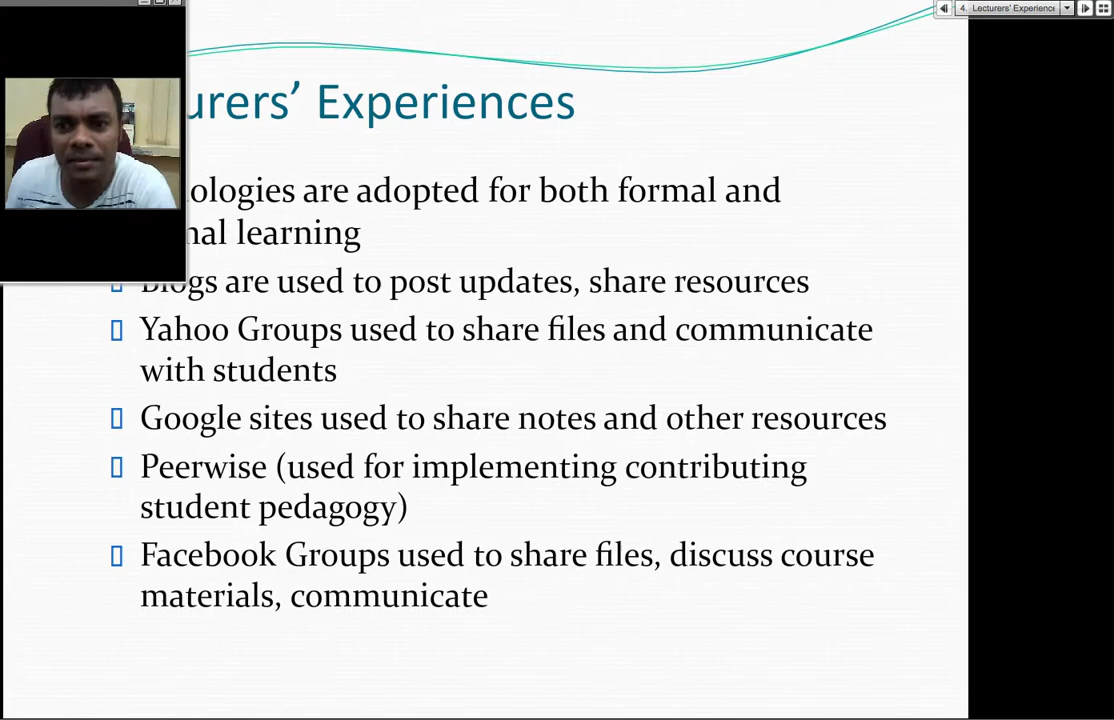 4. Lecturers' Experienc
urers' Experiences
ologies are adopted for both formal and
nal learning
Blogs are used to post updates, share resources
Yahoo Groups used to share files and communicate
with students
Google sites used to share notes and other resources
Peerwise (used for implementing contributing
student pedagogy)
Facebook Groups used to share files, discuss course
materials, communicate